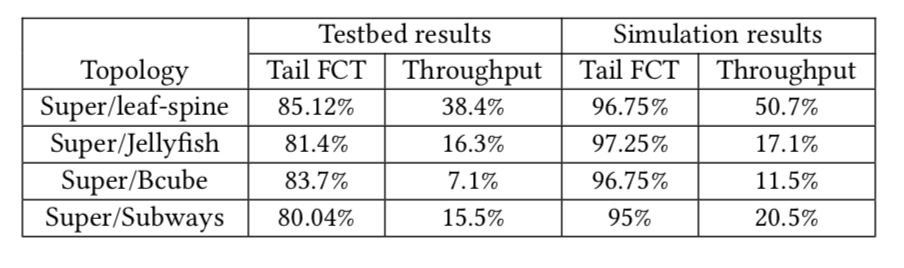 Testbed results Simulation results
Topology Tail FCT Throughput Tail FCT Throughput
Super/leaf-spine 85.12% 38.4% 96.75% 50.7%
Super/Jellyfish 81.4% 16.3% 97.25% 17.1%
Super/Bcube 83.7% 7.1% 96.75% 11.5%
Super/Subways 80.04% 15.5% 95% 20.5%